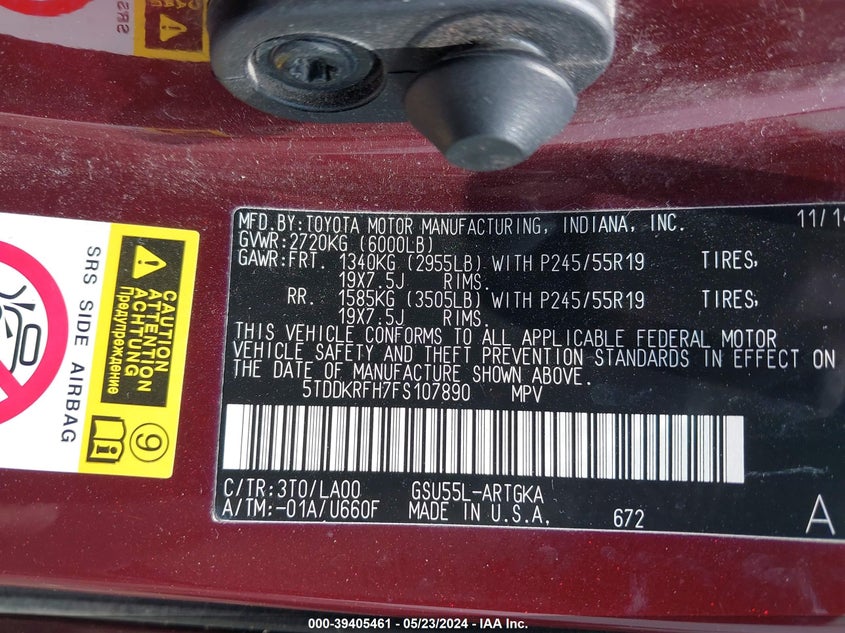 MFD.BY:TOYOTA MOTOR MANUFACTURING, INDIANA, INC. 11/14
GVWR:2720KG (6000LB)
GAWR:FRT. 1340KG (2955LB) WITH P245/55R19 TIRES,
19X7.5J RIMS.
RR. 1585KG (3505LB) WITH P245/55R19 TIRES,
19X7.5J RIMS.
THIS VEHICLE CONFORMS TO ALL APPLICABLE FEDERAL MOTOR
VEHICLE SAFETY AND THEFT PREVENTION STANDARDS IN EFFECT ON
THE DATE OF MANUFACTURE SHOWN ABOVE.
5TDDKRFH7FS107890 MPV
C/TR:3T0/LA00 GSU55L-ARTGKA
A/TM:-01A/U660F MADE IN U.S.A. 672 A
SRS SIDE AIRBAG
CAUTION
ATTENTION
ACHTUNG
Предупреждение
9
000-39405461 - 05/23/2024 - IAA Inc.